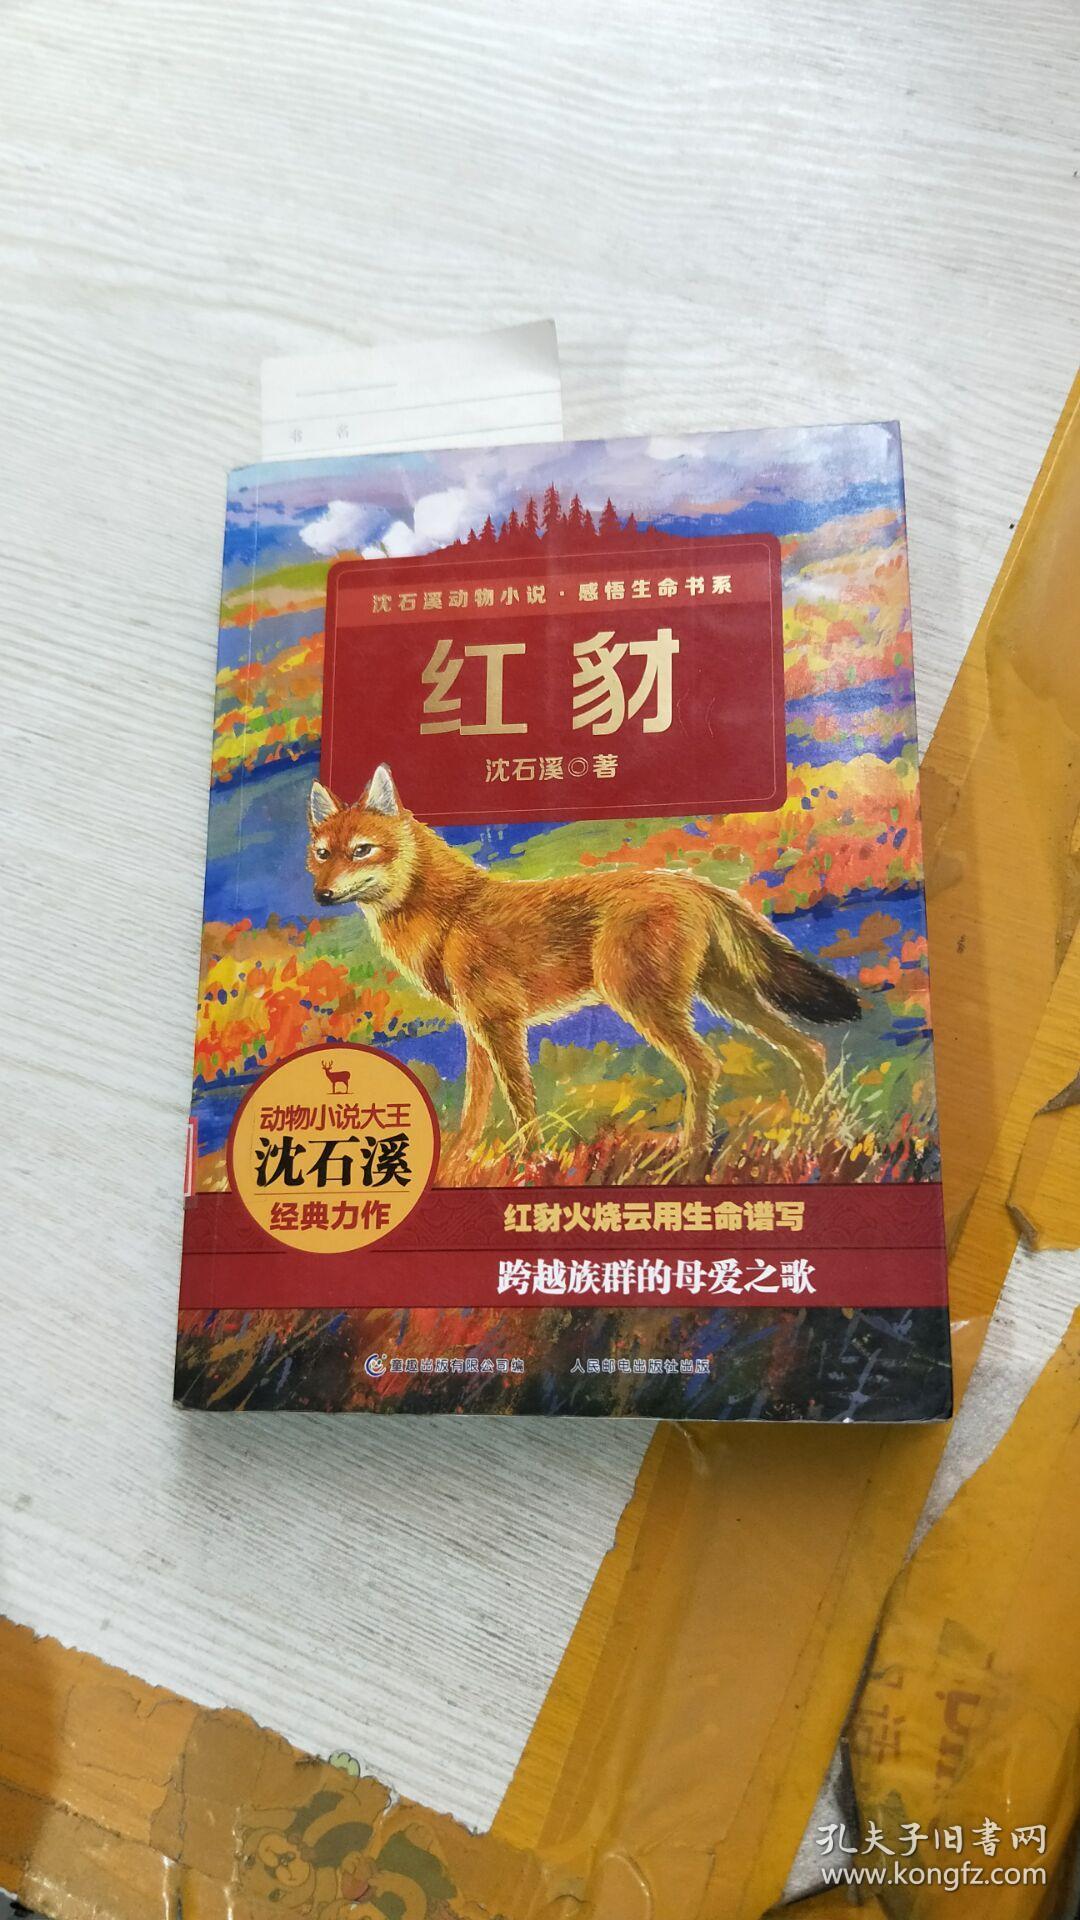 书 名
沈石溪动物小说·感悟生命书系
红豺
沈石溪◎著
动物小说大王
沈石溪
经典力作
红豺火烧云用生命谱写
跨越族群的母爱之歌
童趣出版有限公司编
人民邮电出版社出版
孔夫子旧書网
www.kongfz.com